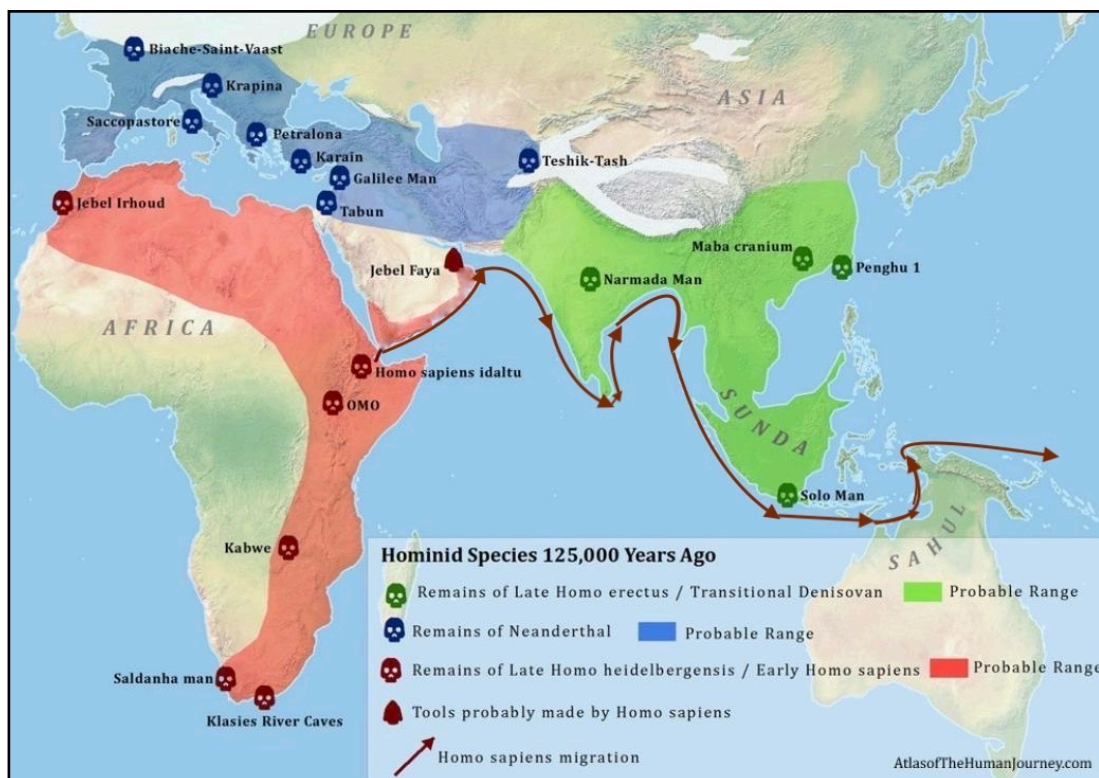 EUROPE
Biache-Saint-Vaast
Krapina
ASIA
Saccopastore
Petralona
Karain
Teshik-Tash
Galilee Man
Jebel Irhoud
Tabun
Maba cranium
Jebel Faya
Penghu 1
Narmada Man
AFRICA
Homo sapiens idaltu
OMO
SUNDA
Solo Man
SAHUL
Kabwe
Saldanha man
Klasies River Caves
Hominid Species 125,000 Years Ago
Remains of Late Homo erectus / Transitional Denisovan Probable Range
Remains of Neanderthal Probable Range
Remains of Late Homo heidelbergensis / Early Homo sapiens Probable Range
Tools probably made by Homo sapiens
Homo sapiens migration
AtlasofTheHumanJourney.com